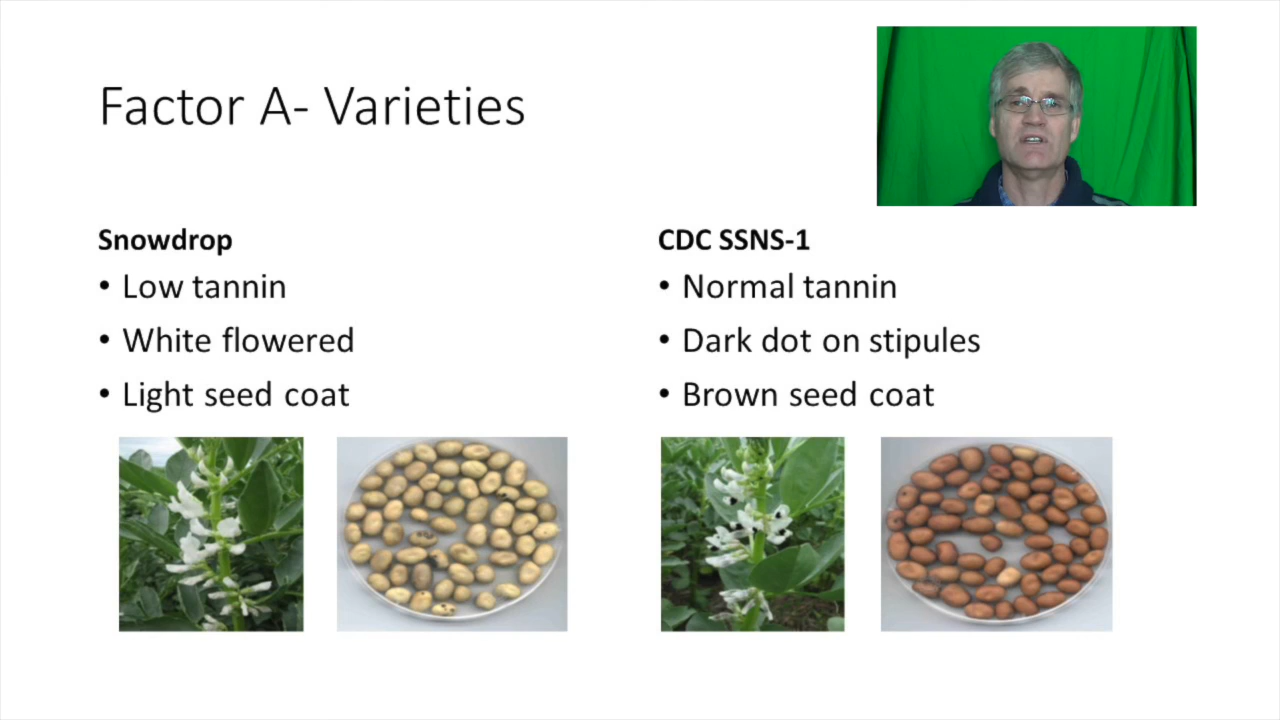 Factor A- Varieties
Snowdrop
• Low tannin
• White flowered
• Light seed coat
CDC SSNS-1
• Normal tannin
• Dark dot on stipules
• Brown seed coat